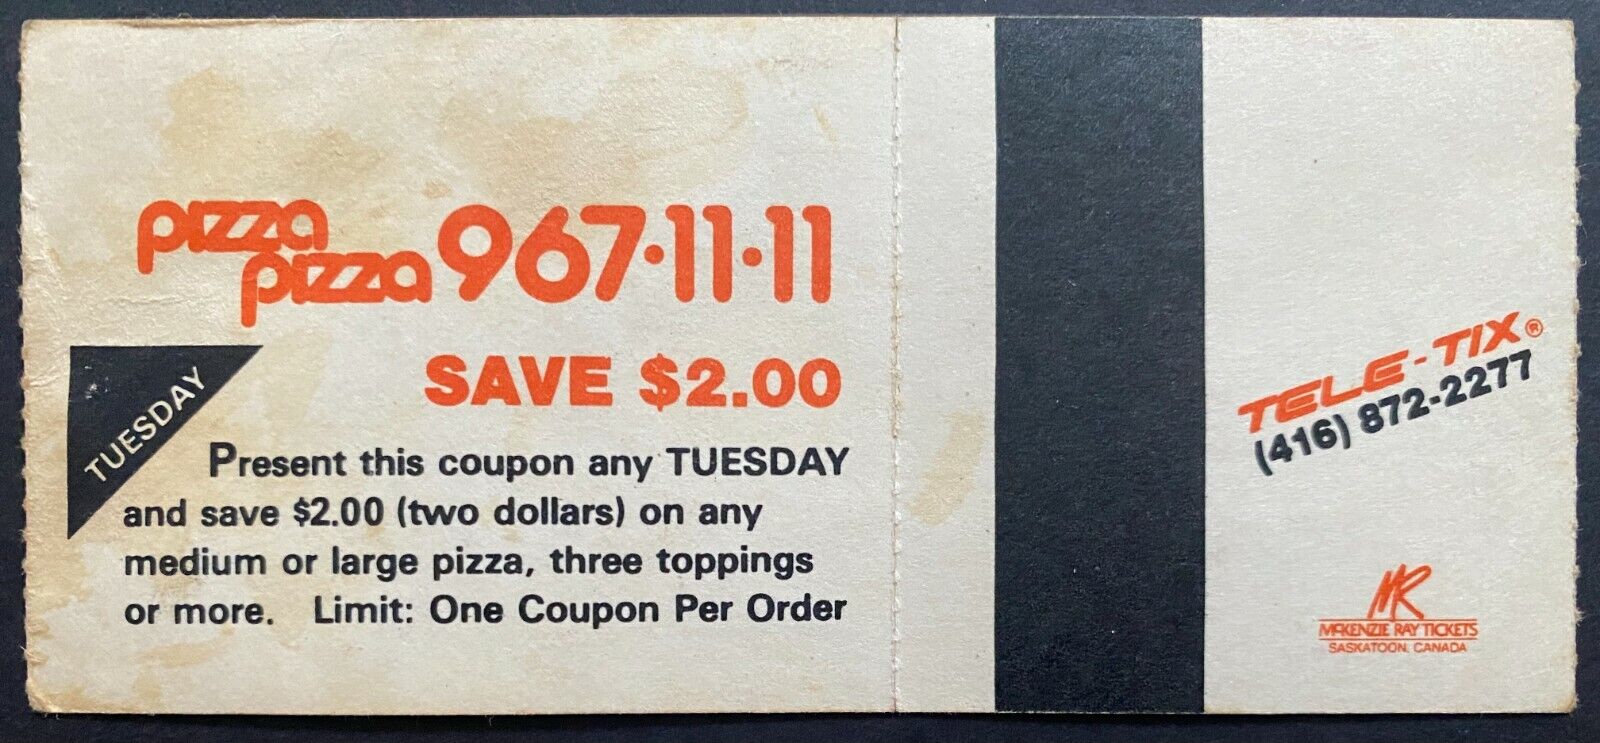 pizza
pizza 967·11·11
SAVE $2.00
TUESDAY
Present this coupon any TUESDAY
and save $2.00 (two dollars) on any
medium or large pizza, three toppings
or more. Limit: One Coupon Per Order
TELE-TIX®
(416) 872-2277
MR
MCKENZIE RAY TICKETS
SASKATOON, CANADA